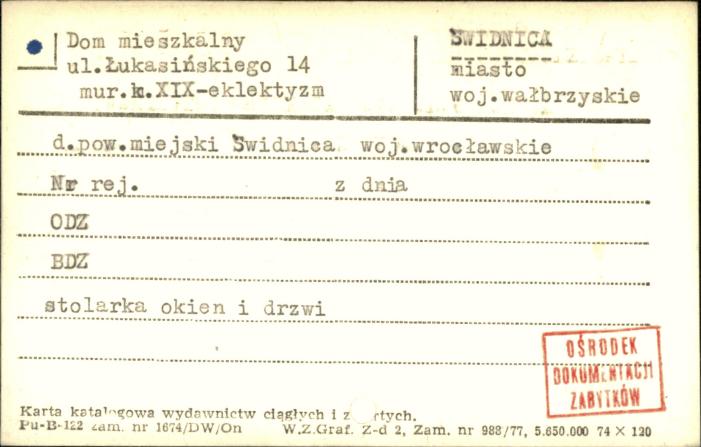 Dom mieszkalny
ul.Łukasińskiego 14
mur.k.XIX-eklektyzm
ŚWIDNICA
miasto
woj.wałbrzyskie
d.pow.miejski Świdnica woj.wrocławskie
Nr rej. z dnia
ODZ
BDZ
stolarka okien i drzwi
OŚRODEK
DOKUMENTACJI
ZABYTKÓW
Karta katalogowa wydawnictw ciągłych i z
Pu-B-122 zam. nr 1674/DW/On W.Z.Graf. Z-d 2, Zam. nr 988/77, 5.650.000 74 × 120